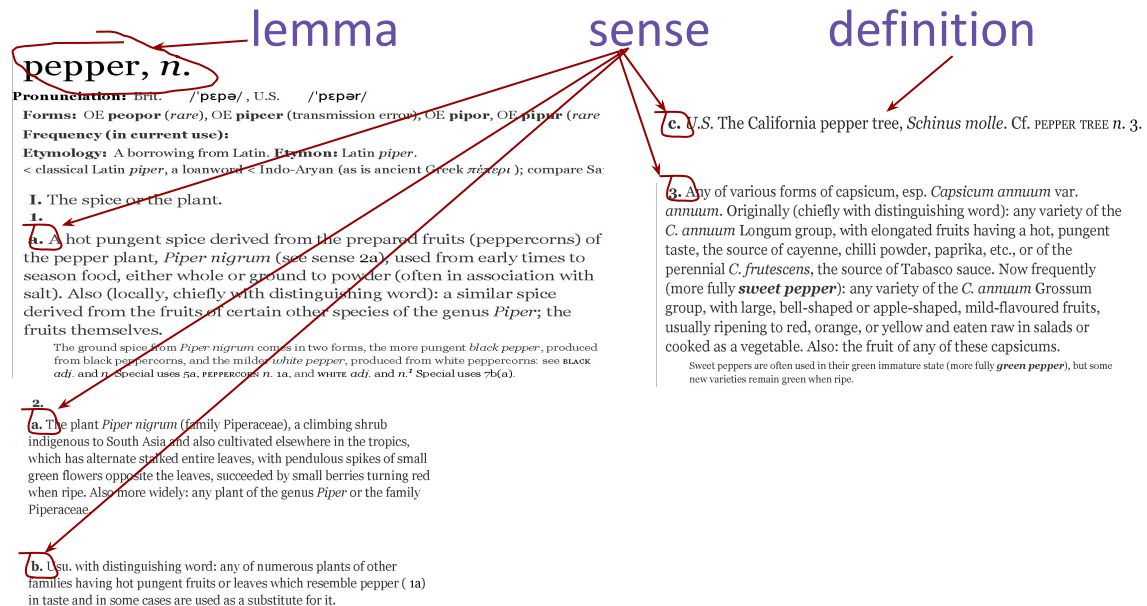 lemma sense definition
pepper, n.
Pronunciation: Brit. /ˈpɛpə/ , U.S. /ˈpɛpər/
Forms: OE peopor (rare), OE pipcer (transmission error), OE pipor, OE pipur (rare
Frequency (in current use):
Etymology: A borrowing from Latin. Etymon: Latin piper.
< classical Latin piper, a loanword < Indo-Aryan (as is ancient Greek πέπερι ); compare Sa
I. The spice or the plant.
1.
a. A hot pungent spice derived from the prepared fruits (peppercorns) of
the pepper plant, Piper nigrum (see sense 2a), used from early times to
season food, either whole or ground to powder (often in association with
salt). Also (locally, chiefly with distinguishing word): a similar spice
derived from the fruits of certain other species of the genus Piper; the
fruits themselves.
The ground spice from Piper nigrum comes in two forms, the more pungent black pepper, produced
from black peppercorns, and the milder white pepper, produced from white peppercorns: see BLACK
adj. and n. Special uses 5a, PEPPERCORN n. 1a, and WHITE adj. and n.¹ Special uses 7b(a).
2.
a. The plant Piper nigrum (family Piperaceae), a climbing shrub
indigenous to South Asia and also cultivated elsewhere in the tropics,
which has alternate stalked entire leaves, with pendulous spikes of small
green flowers opposite the leaves, succeeded by small berries turning red
when ripe. Also more widely: any plant of the genus Piper or the family
Piperaceae.
b. Usu. with distinguishing word: any of numerous plants of other
families having hot pungent fruits or leaves which resemble pepper ( 1a)
in taste and in some cases are used as a substitute for it.
c. U.S. The California pepper tree, Schinus molle. Cf. PEPPER TREE n. 3.
3. Any of various forms of capsicum, esp. Capsicum annuum var.
annuum. Originally (chiefly with distinguishing word): any variety of the
C. annuum Longum group, with elongated fruits having a hot, pungent
taste, the source of cayenne, chilli powder, paprika, etc., or of the
perennial C. frutescens, the source of Tabasco sauce. Now frequently
(more fully sweet pepper): any variety of the C. annuum Grossum
group, with large, bell-shaped or apple-shaped, mild-flavoured fruits,
usually ripening to red, orange, or yellow and eaten raw in salads or
cooked as a vegetable. Also: the fruit of any of these capsicums.
Sweet peppers are often used in their green immature state (more fully green pepper), but some
new varieties remain green when ripe.